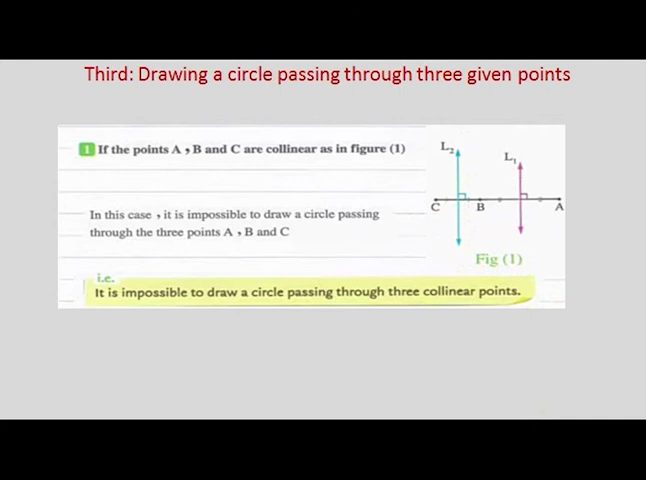 Third: Drawing a circle passing through three given points
1 If the points A , B and C are collinear as in figure (1)
L₂
L₁
C B A
In this case , it is impossible to draw a circle passing
through the three points A , B and C
Fig (1)
i.e.
It is impossible to draw a circle passing through three collinear points.